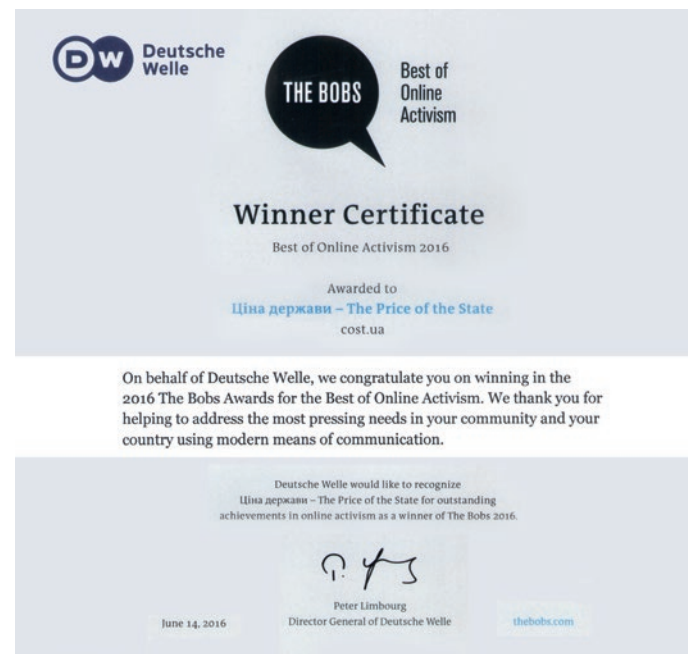 DW Deutsche
Welle
THE BOBS
Best of
Online
Activism
Winner Certificate
Best of Online Activism 2016
Awarded to
Ціна держави – The Price of the State
cost.ua
On behalf of Deutsche Welle, we congratulate you on winning in the
2016 The Bobs Awards for the Best of Online Activism. We thank you for
helping to address the most pressing needs in your community and your
country using modern means of communication.
Deutsche Welle would like to recognize
Ціна держави – The Price of the State for outstanding
achievements in online activism as a winner of The Bobs 2016.
Peter Limbourg
June 14, 2016 Director General of Deutsche Welle thebobs.com